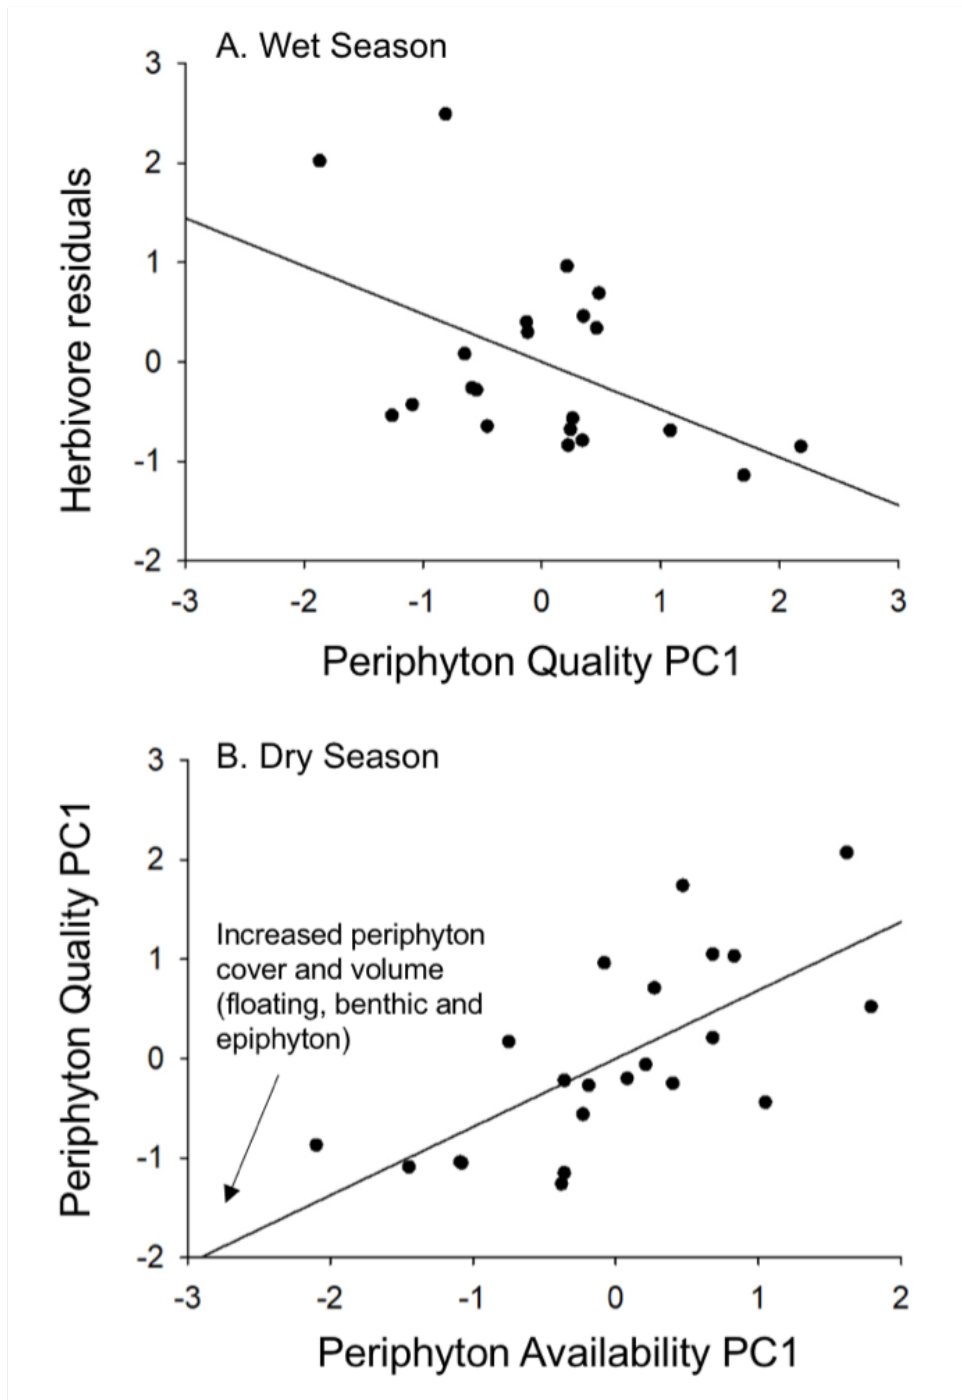 A. Wet Season
3
2
1
0
-1
-2
Herbivore residuals
-3 -2 -1 0 1 2 3
Periphyton Quality PC1
B. Dry Season
3
2
1
0
-1
-2
Periphyton Quality PC1
Increased periphyton
cover and volume
(floating, benthic and
epiphyton)
-3 -2 -1 0 1 2
Periphyton Availability PC1